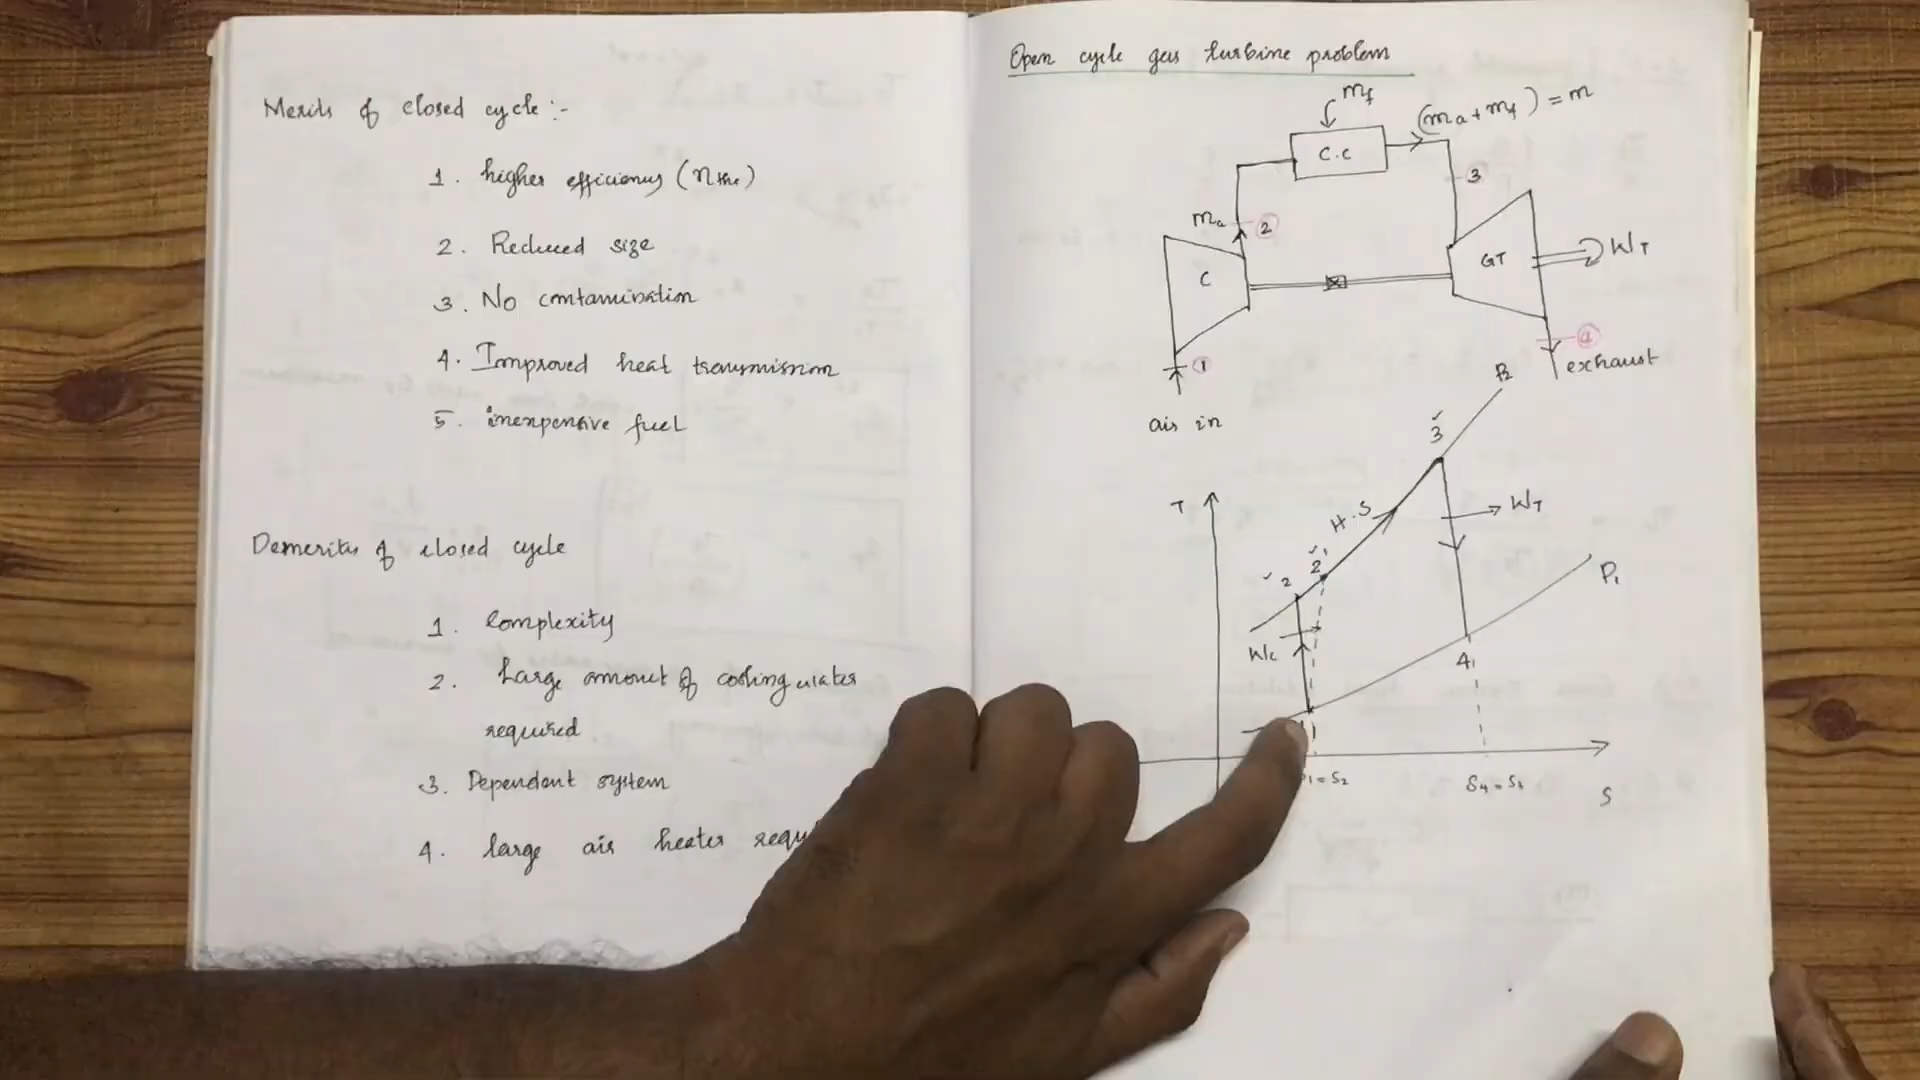 Merits of closed cycle :-
1. higher efficiency (ηthe)
2. Reduced size
3. No contamination
4. Improved heat transmission
5. inexpensive fuel
Demerits of closed cycle
1. Complexity
2. Large amount of cooling water
required
3. Dependent system
4. large air heater
Open cycle gas turbine problem
mf
(ma + mf) = m
C.C
3
ma
2
C
GT
WT
1
4
exhaust
air in
P2
3
T
H.S
WT
2'
2
P1
Wc
4
1
= S2
S4 = S3
S